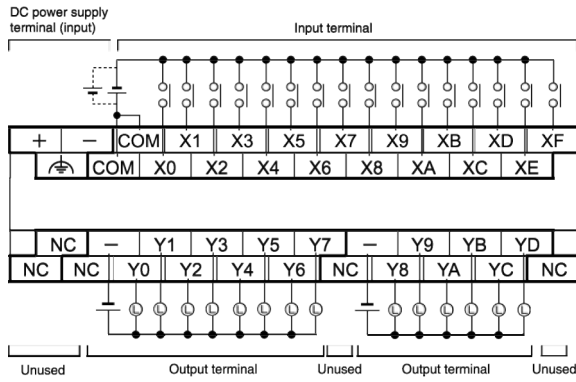 DC power supply
terminal (input)
Input terminal
+ − COM X1 X3 X5 X7 X9 XB XD XF
COM X0 X2 X4 X6 X8 XA XC XE
NC − Y1 Y3 Y5 Y7 − Y9 YB YD
NC NC Y0 Y2 Y4 Y6 NC Y8 YA YC NC
L L L L L L L L L L L L L L
Unused Output terminal Unused Output terminal Unused